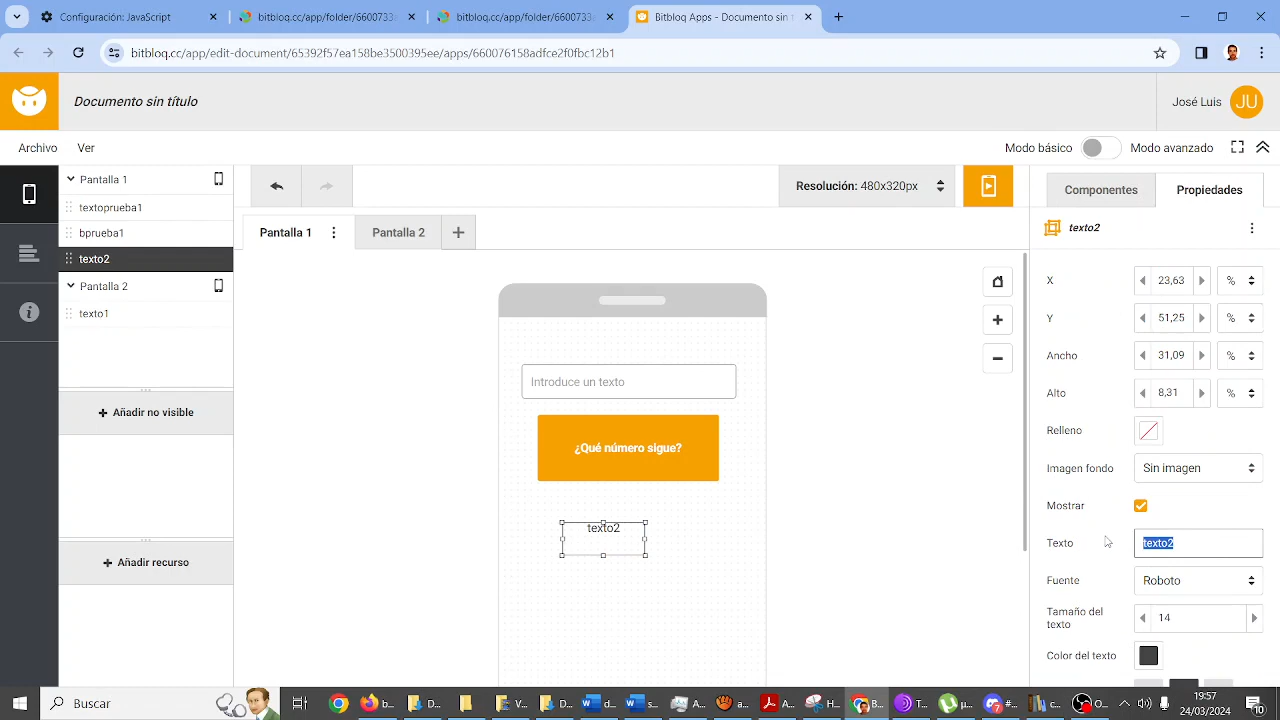 Configuración JavaScript
bitbloq.cc/app/folder/6600733a
bitbloq.cc/app/folder/6600733a
Bitbloq Apps - Documento sin t
bitbloq.cc/app/edit-document/65392f57ea158be3500395ee/apps/660076158adfce2f0fbc12b1
Documento sin título
José Luis
JU
Archivo
Ver
Modo básico
Modo avanzado
Pantalla 1
textoprueba1
bprueba1
texto2
Pantalla 2
texto1
Añadir no visible
Añadir recurso
Resolución: 480x320px
Pantalla 1
Pantalla 2
Introduce un texto
¿Qué número sigue?
texto2
Componentes
Propiedades
texto2
X
23,63
%
Y
51,25
%
Ancho
31,09
%
Alto
8,31
%
Relleno
Imagen fondo
Sin imagen
Mostrar
Texto
texto2
Fuente
Roboto
Tamaño del texto
14
Color del texto
Buscar
19:57
24/03/2024